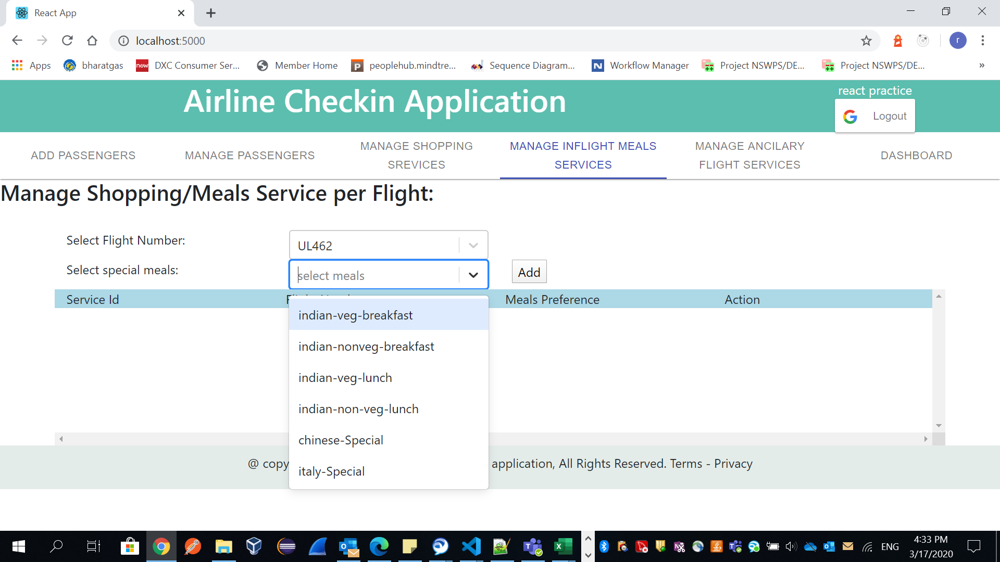 React App
localhost:5000
r
Apps
bharatgas
now
DXC Consumer Ser...
Member Home
peoplehub.mindtre...
Sequence Diagram...
Workflow Manager
Project NSWPS/DE...
Project NSWPS/DE...
»
Airline Checkin Application
react practice
Logout
ADD PASSENGERS
MANAGE PASSENGERS
MANAGE SHOPPING
SREVICES
MANAGE INFLIGHT MEALS
SERVICES
MANAGE ANCILARY
FLIGHT SERVICES
DASHBOARD
Manage Shopping/Meals Service per Flight:
Select Flight Number:
UL462
Select special meals:
select meals
Add
Service Id
Meals Preference
Action
indian-veg-breakfast
indian-nonveg-breakfast
indian-veg-lunch
indian-non-veg-lunch
chinese-Special
italy-Special
@ copy
application, All Rights Reserved. Terms - Privacy
ENG
4:33 PM
3/17/2020